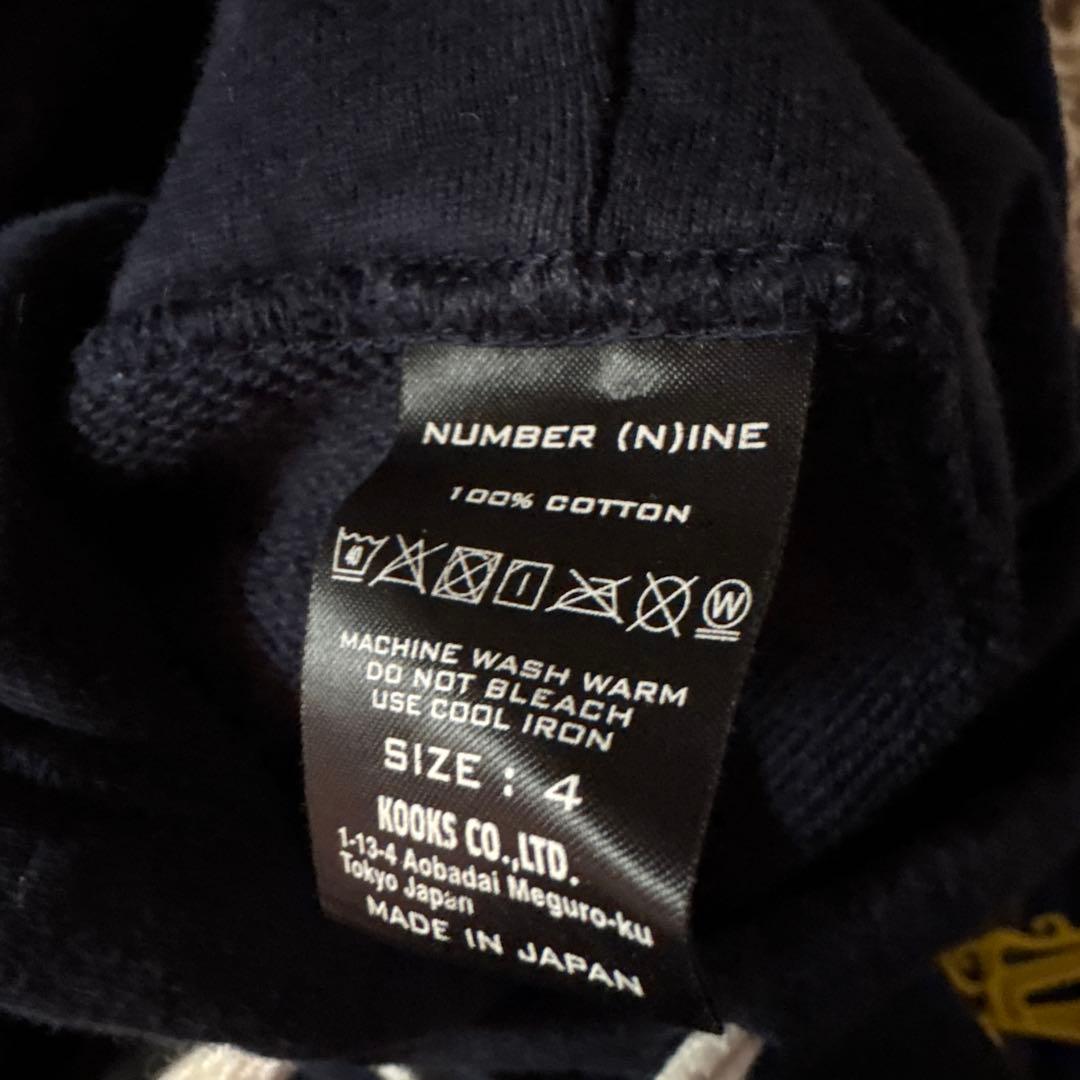 NUMBER (N)INE
100% COTTON
40
W
MACHINE WASH WARM
DO NOT BLEACH
USE COOL IRON
SIZE : 4
KOOKS CO.,LTD.
1-13-4 Aobadai Meguro-ku
Tokyo Japan
MADE IN JAPAN